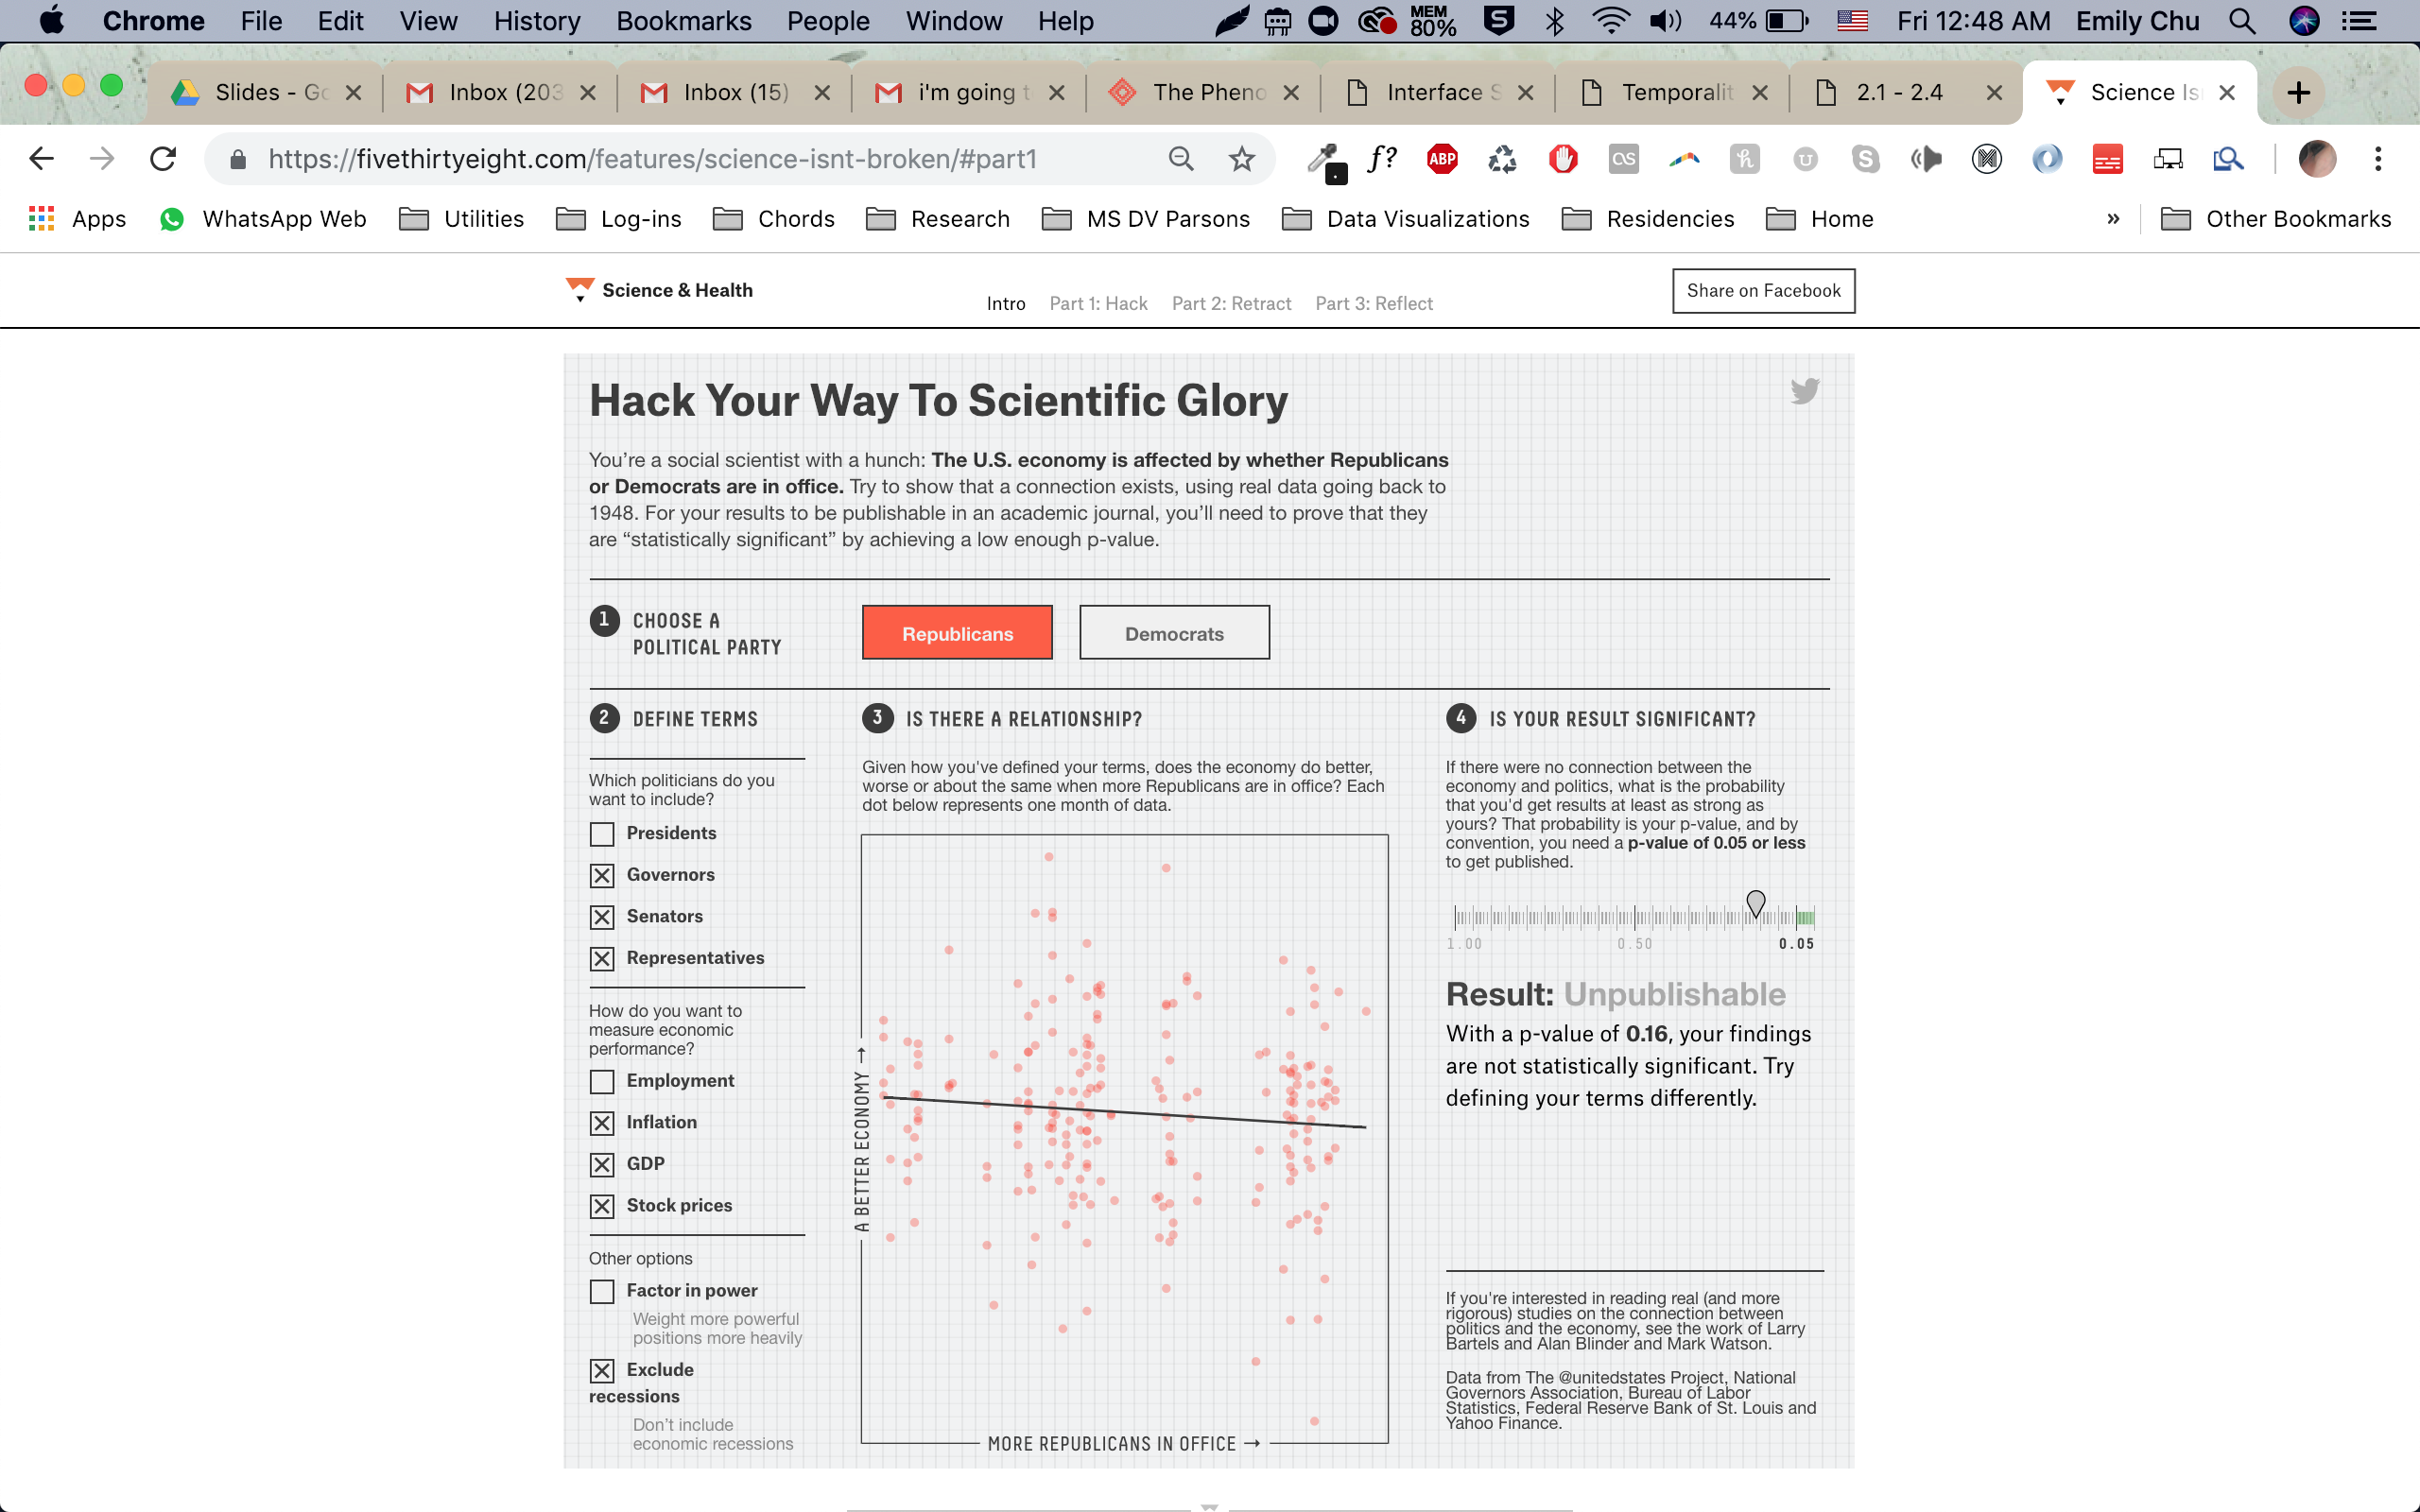 Chrome File Edit View History Bookmarks People Window Help MEM 80% 44% Fri 12:48 AM Emily Chu
Slides - Go Inbox (203 Inbox (15) i'm going t The Pheno Interface S Temporalit 2.1 - 2.4 Science Is
https://fivethirtyeight.com/features/science-isnt-broken/#part1 f? ABP
Apps WhatsApp Web Utilities Log-ins Chords Research MS DV Parsons Data Visualizations Residencies Home » Other Bookmarks
Science & Health
Intro Part 1: Hack Part 2: Retract Part 3: Reflect
Share on Facebook
Hack Your Way To Scientific Glory
You’re a social scientist with a hunch: The U.S. economy is affected by whether Republicans
or Democrats are in office. Try to show that a connection exists, using real data going back to
1948. For your results to be publishable in an academic journal, you’ll need to prove that they
are “statistically significant” by achieving a low enough p-value.
1 CHOOSE A
POLITICAL PARTY
Republicans Democrats
2 DEFINE TERMS
Which politicians do you
want to include?
Presidents
Governors
Senators
Representatives
How do you want to
measure economic
performance?
Employment
Inflation
GDP
Stock prices
Other options
Factor in power
Weight more powerful
positions more heavily
Exclude
recessions
Don’t include
economic recessions
3 IS THERE A RELATIONSHIP?
Given how you've defined your terms, does the economy do better,
worse or about the same when more Republicans are in office? Each
dot below represents one month of data.
A BETTER ECONOMY →
MORE REPUBLICANS IN OFFICE →
4 IS YOUR RESULT SIGNIFICANT?
If there were no connection between the
economy and politics, what is the probability
that you'd get results at least as strong as
yours? That probability is your p-value, and by
convention, you need a p-value of 0.05 or less
to get published.
1.00 0.50 0.05
Result: Unpublishable
With a p-value of 0.16, your findings
are not statistically significant. Try
defining your terms differently.
If you're interested in reading real (and more
rigorous) studies on the connection between
politics and the economy, see the work of Larry
Bartels and Alan Blinder and Mark Watson.
Data from The @unitedstates Project, National
Governors Association, Bureau of Labor
Statistics, Federal Reserve Bank of St. Louis and
Yahoo Finance.